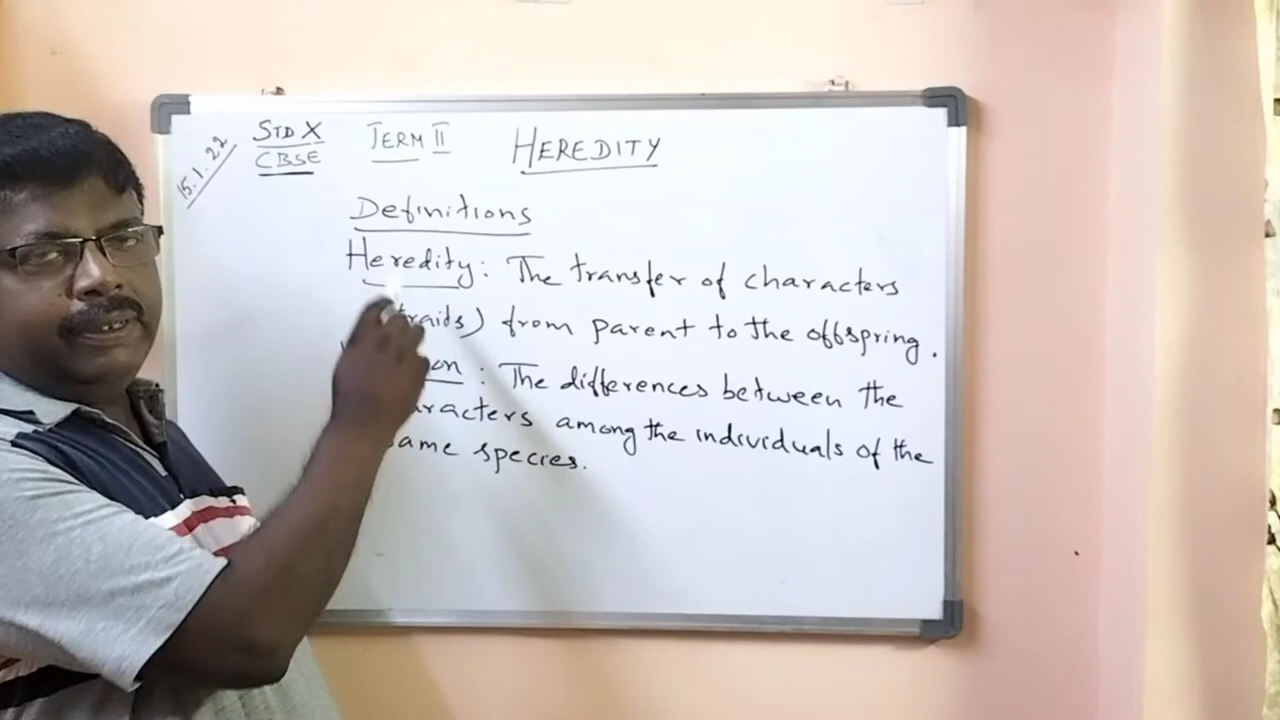 15.1.22
STD X TERM II HEREDITY
CBSE
Definitions
Heredity: The transfer of characters
traids) from parent to the offspring.
: The differences between the
among the individuals of the
same species.